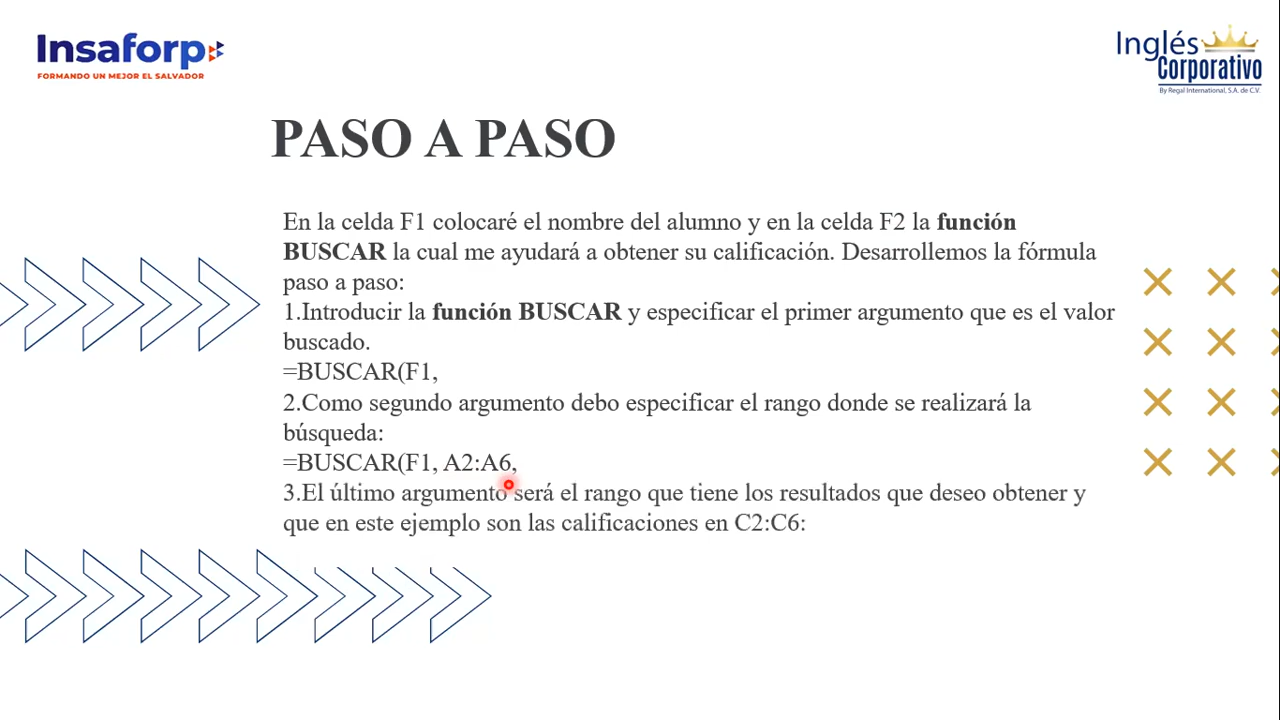 Insaforp
FORMANDO UN MEJOR EL SALVADOR
Inglés
Corporativo
By Regal International, S.A. de C.V.
PASO A PASO
En la celda F1 colocaré el nombre del alumno y en la celda F2 la función
BUSCAR la cual me ayudará a obtener su calificación. Desarrollemos la fórmula
paso a paso:
1.Introducir la función BUSCAR y especificar el primer argumento que es el valor
buscado.
=BUSCAR(F1,
2.Como segundo argumento debo especificar el rango donde se realizará la
búsqueda:
=BUSCAR(F1, A2:A6,
3.El último argumento será el rango que tiene los resultados que deseo obtener y
que en este ejemplo son las calificaciones en C2:C6: